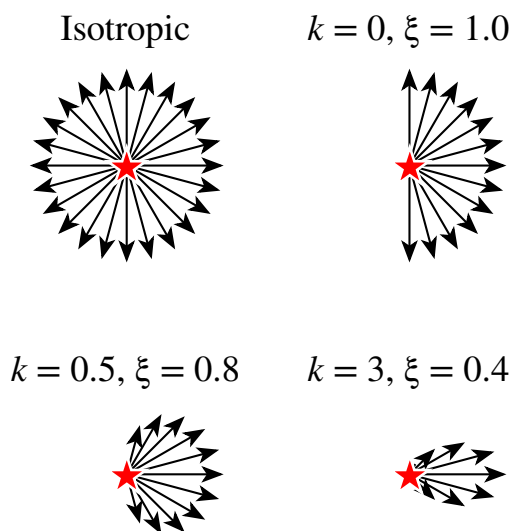 Isotropic
k = 0, ξ = 1.0
k = 0.5, ξ = 0.8
k = 3, ξ = 0.4